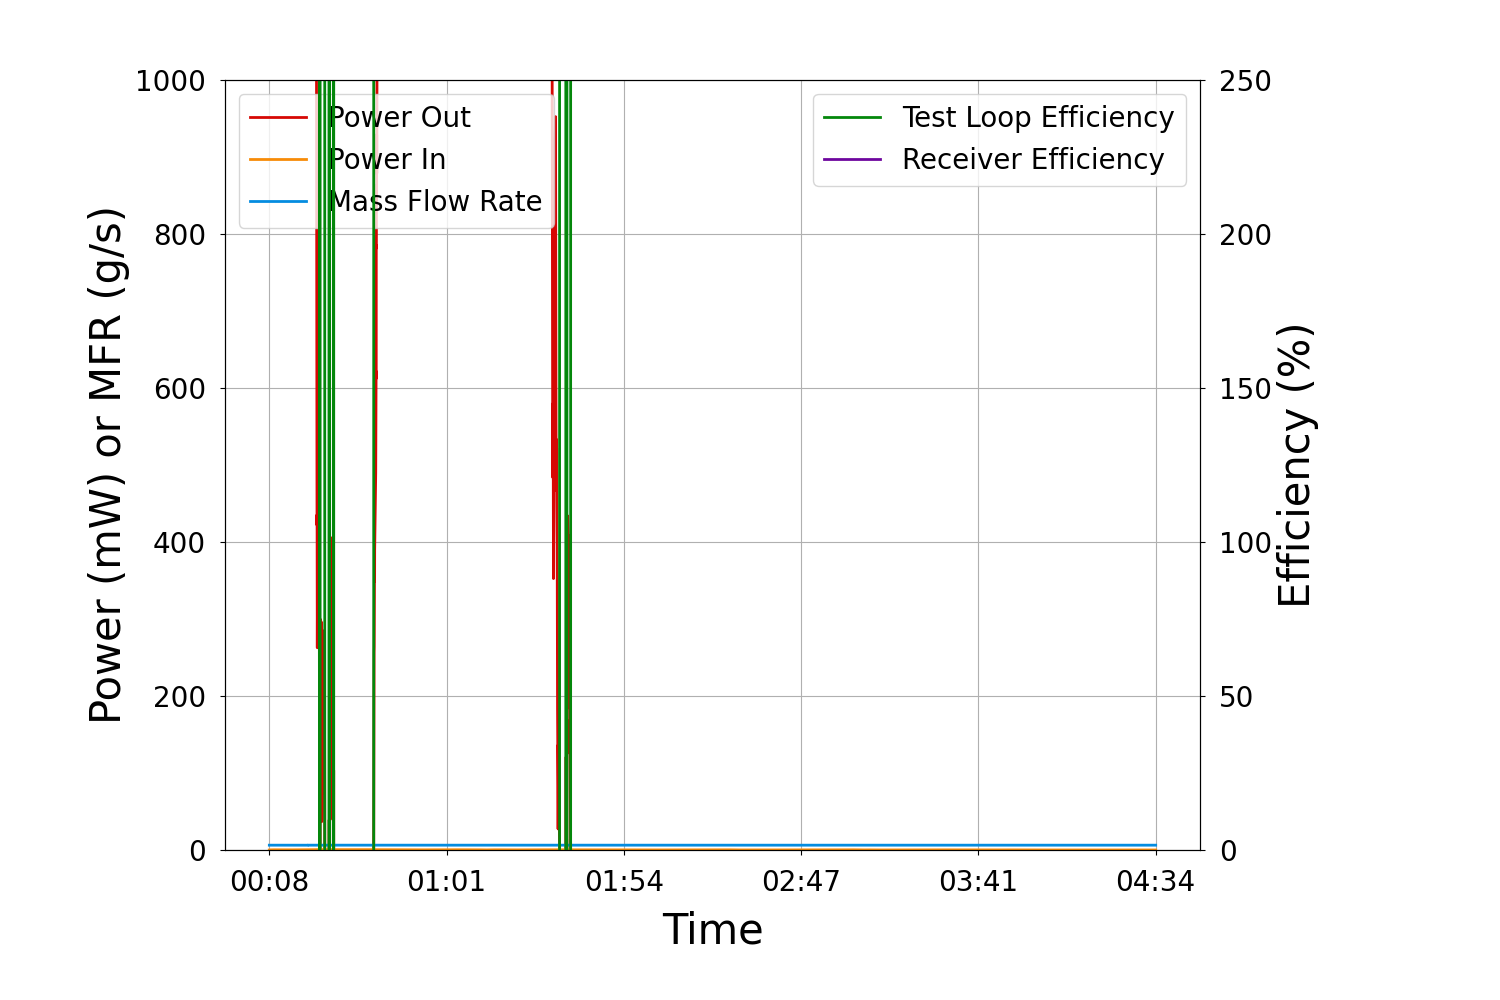 Power (mW) or MFR (g/s)
1000
800
600
400
200
0
Power Out
Power In
Mass Flow Rate
Test Loop Efficiency
Receiver Efficiency
250
200
150
100
50
0
Efficiency (%)
00:08 01:01 01:54 02:47 03:41 04:34
Time